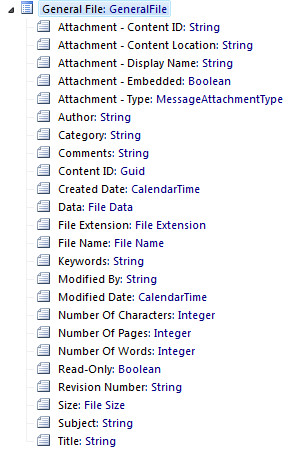 General File: GeneralFile
Attachment - Content ID: String
Attachment - Content Location: String
Attachment - Display Name: String
Attachment - Embedded: Boolean
Attachment - Type: MessageAttachmentType
Author: String
Category: String
Comments: String
Content ID: Guid
Created Date: CalendarTime
Data: File Data
File Extension: File Extension
File Name: File Name
Keywords: String
Modified By: String
Modified Date: CalendarTime
Number Of Characters: Integer
Number Of Pages: Integer
Number Of Words: Integer
Read-Only: Boolean
Revision Number: String
Size: File Size
Subject: String
Title: String